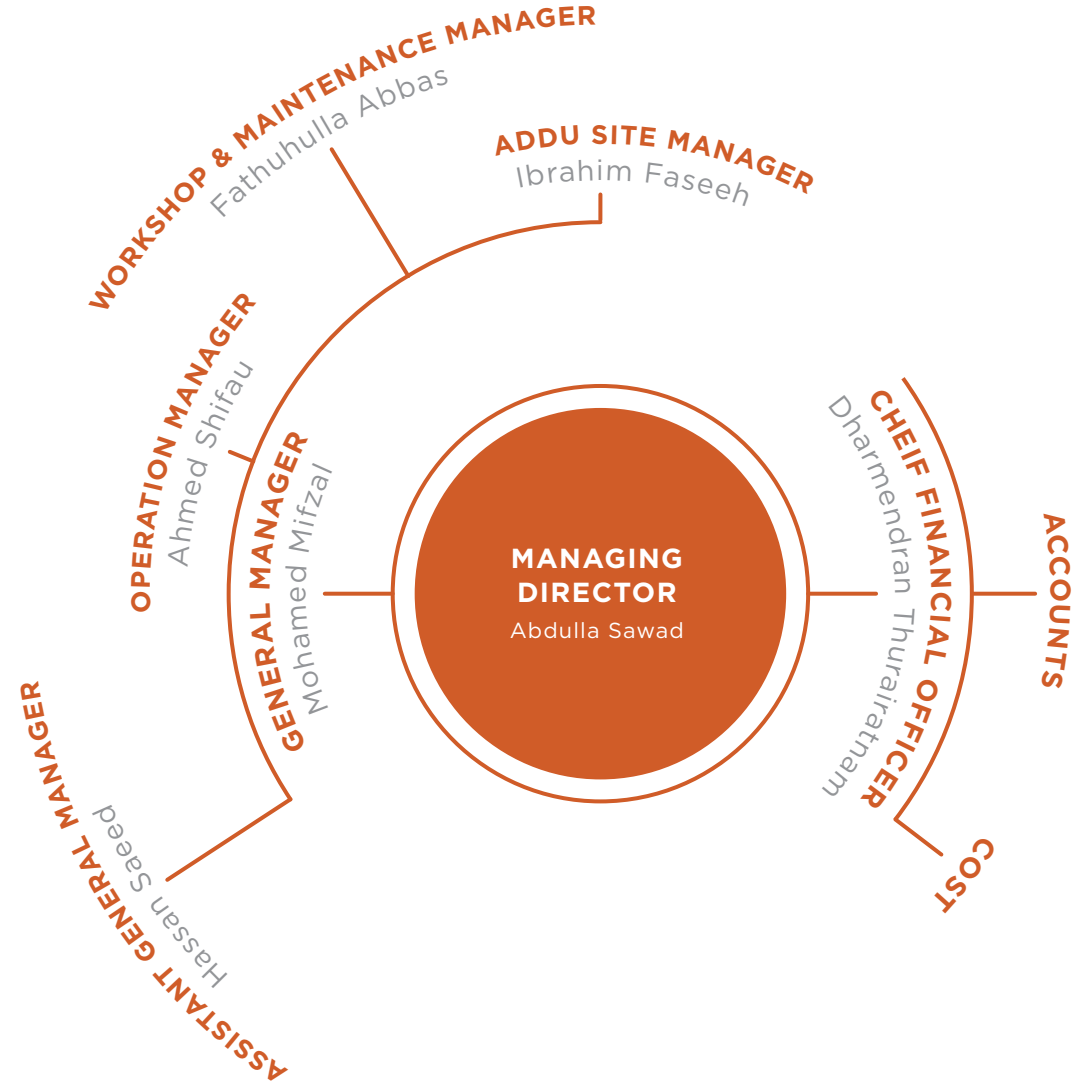 WORKSHOP & MAINTENANCE MANAGER
Fathuhulla Abbas
ADDU SITE MANAGER
Ibrahim Faseeh
OPERATION MANAGER
Ahmed Shifau
GENERAL MANAGER
Mohamed Mifzal
MANAGING
DIRECTOR
Abdulla Sawad
CHEIF FINANCIAL OFFICER
Dharmendran Thurairatnam
ACCOUNTS
COST
ASSISTANT GENERAL MANAGER
Hassan Saeed